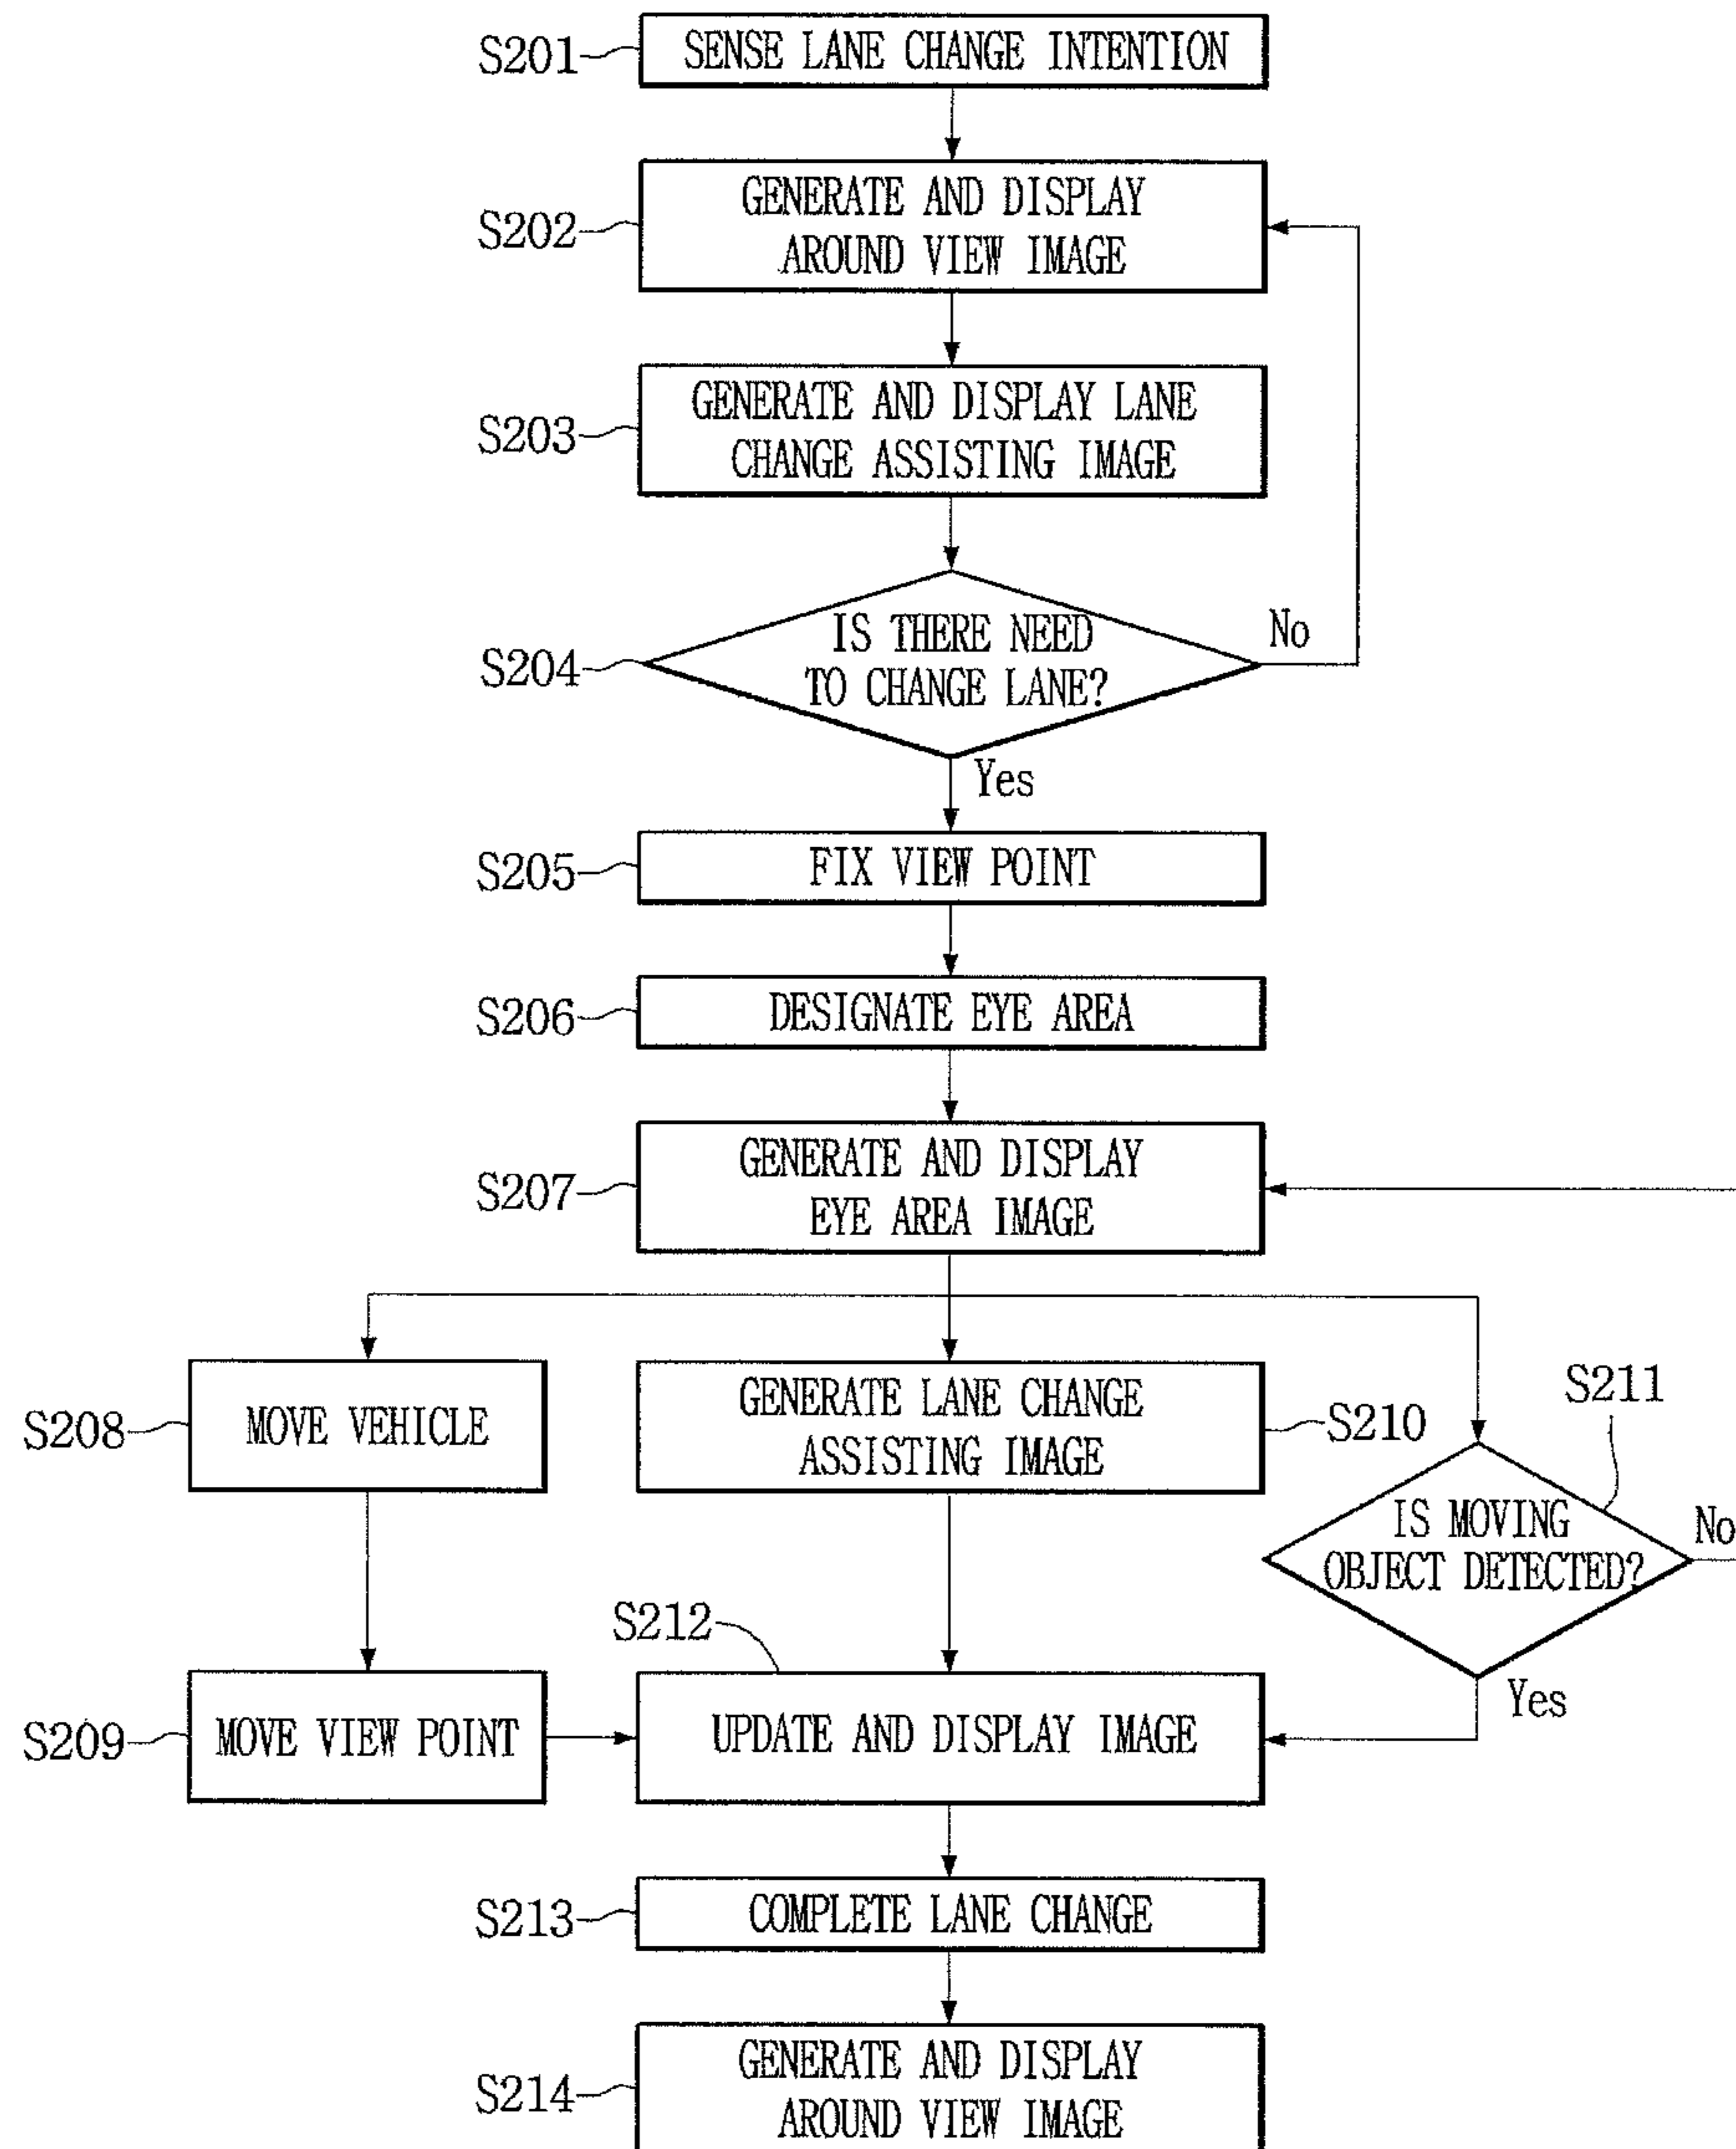 S201
SENSE LANE CHANGE INTENTION
S202
GENERATE AND DISPLAY
AROUND VIEW IMAGE
S203
GENERATE AND DISPLAY LANE
CHANGE ASSISTING IMAGE
S204
IS THERE NEED
TO CHANGE LANE?
No
Yes
S205
FIX VIEW POINT
S206
DESIGNATE EYE AREA
S207
GENERATE AND DISPLAY
EYE AREA IMAGE
S208
MOVE VEHICLE
GENERATE LANE CHANGE
ASSISTING IMAGE
S210
S211
IS MOVING
OBJECT DETECTED?
No
Yes
S209
MOVE VIEW POINT
S212
UPDATE AND DISPLAY IMAGE
S213
COMPLETE LANE CHANGE
S214
GENERATE AND DISPLAY
AROUND VIEW IMAGE